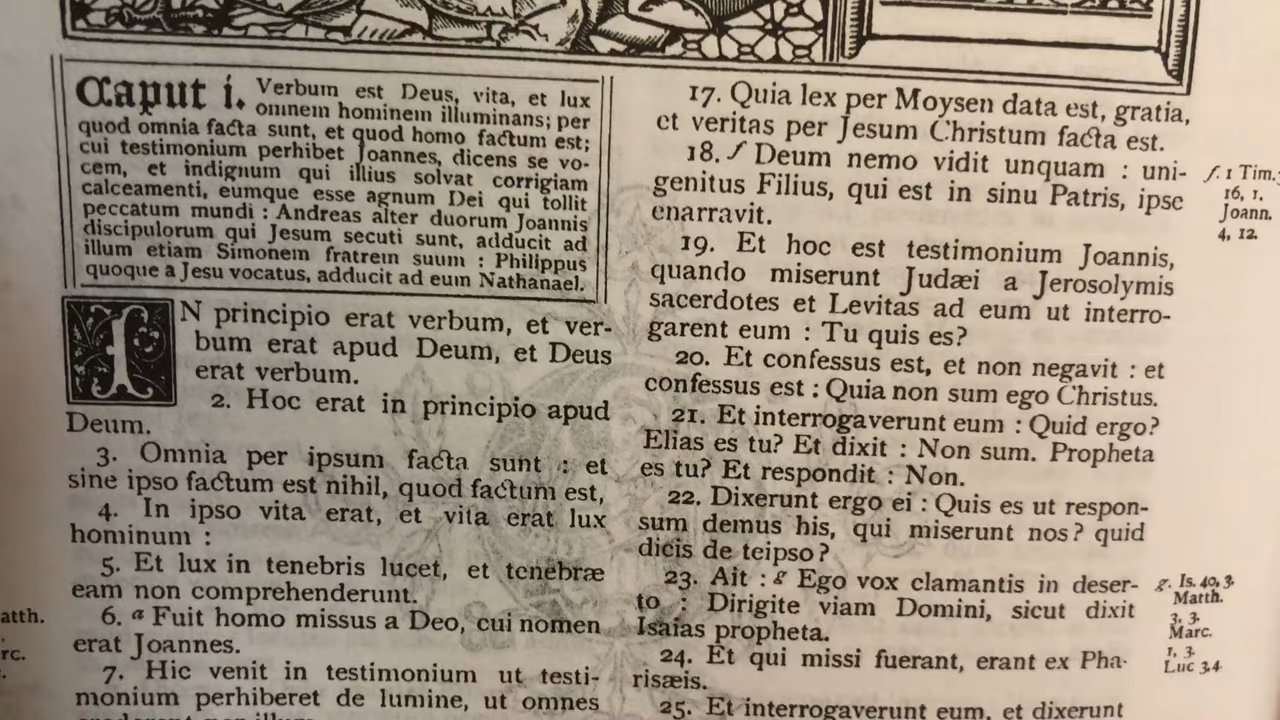 Caput i. Verbum est Deus, vita, et lux
omnem hominem illuminans; per
quod omnia facta sunt, et quod homo factum est;
cui testimonium perhibet Joannes, dicens se vo-
cem, et indignum qui illius solvat corrigiam
calceamenti, eumque esse agnum Dei qui tollit
peccatum mundi : Andreas alter duorum Joannis
discipulorum qui Jesum secuti sunt, adducit ad
illum etiam Simonem fratrem suum : Philippus
quoque a Jesu vocatus, adducit ad eum Nathanael.
IN principio erat verbum, et ver-
bum erat apud Deum, et Deus
erat verbum.
2. Hoc erat in principio apud
Deum.
3. Omnia per ipsum facta sunt : et
sine ipso factum est nihil, quod factum est,
4. In ipso vita erat, et vita erat lux
hominum :
5. Et lux in tenebris lucet, et tenebræ
eam non comprehenderunt.
6. a Fuit homo missus a Deo, cui nomen
erat Joannes.
7. Hic venit in testimonium ut testi-
monium perhiberet de lumine, ut omnes
atth.
rc.
17. Quia lex per Moysen data est, gratia,
et veritas per Jesum Christum facta est.
18. f Deum nemo vidit unquam : uni-
genitus Filius, qui est in sinu Patris, ipse
enarravit.
19. Et hoc est testimonium Joannis,
quando miserunt Judæi a Jerosolymis
sacerdotes et Levitas ad eum ut interro-
garent eum : Tu quis es?
20. Et confessus est, et non negavit : et
confessus est : Quia non sum ego Christus.
21. Et interrogaverunt eum : Quid ergo?
Elias es tu? Et dixit : Non sum. Propheta
es tu? Et respondit : Non.
22. Dixerunt ergo ei : Quis es ut respon-
sum demus his, qui miserunt nos? quid
dicis de teipso?
23. Ait : g Ego vox clamantis in deser-
to : Dirigite viam Domini, sicut dixit
Isaias propheta.
24. Et qui missi fuerant, erant ex Pha-
risæis.
25. Et interrogaverunt eum, et dixerunt
f. 1 Tim.
16, 1.
Joann.
4, 12.
g. Is. 40, 3.
Matth.
3, 3.
Marc.
1, 3.
Luc 3.4